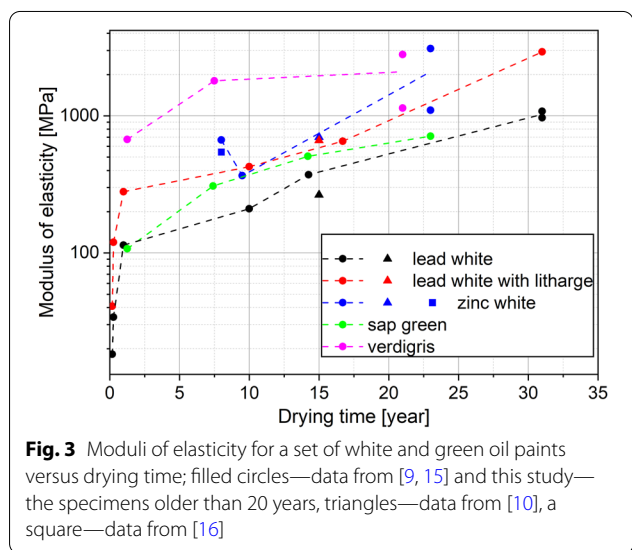 Modulus of elasticity [MPa]
1000
100
lead white
lead white with litharge
zinc white
sap green
verdigris
0 5 10 15 20 25 30 35
Drying time [year]
Fig. 3 Moduli of elasticity for a set of white and green oil paints
versus drying time; filled circles—data from [9, 15] and this study—
the specimens older than 20 years, triangles—data from [10], a
square—data from [16]